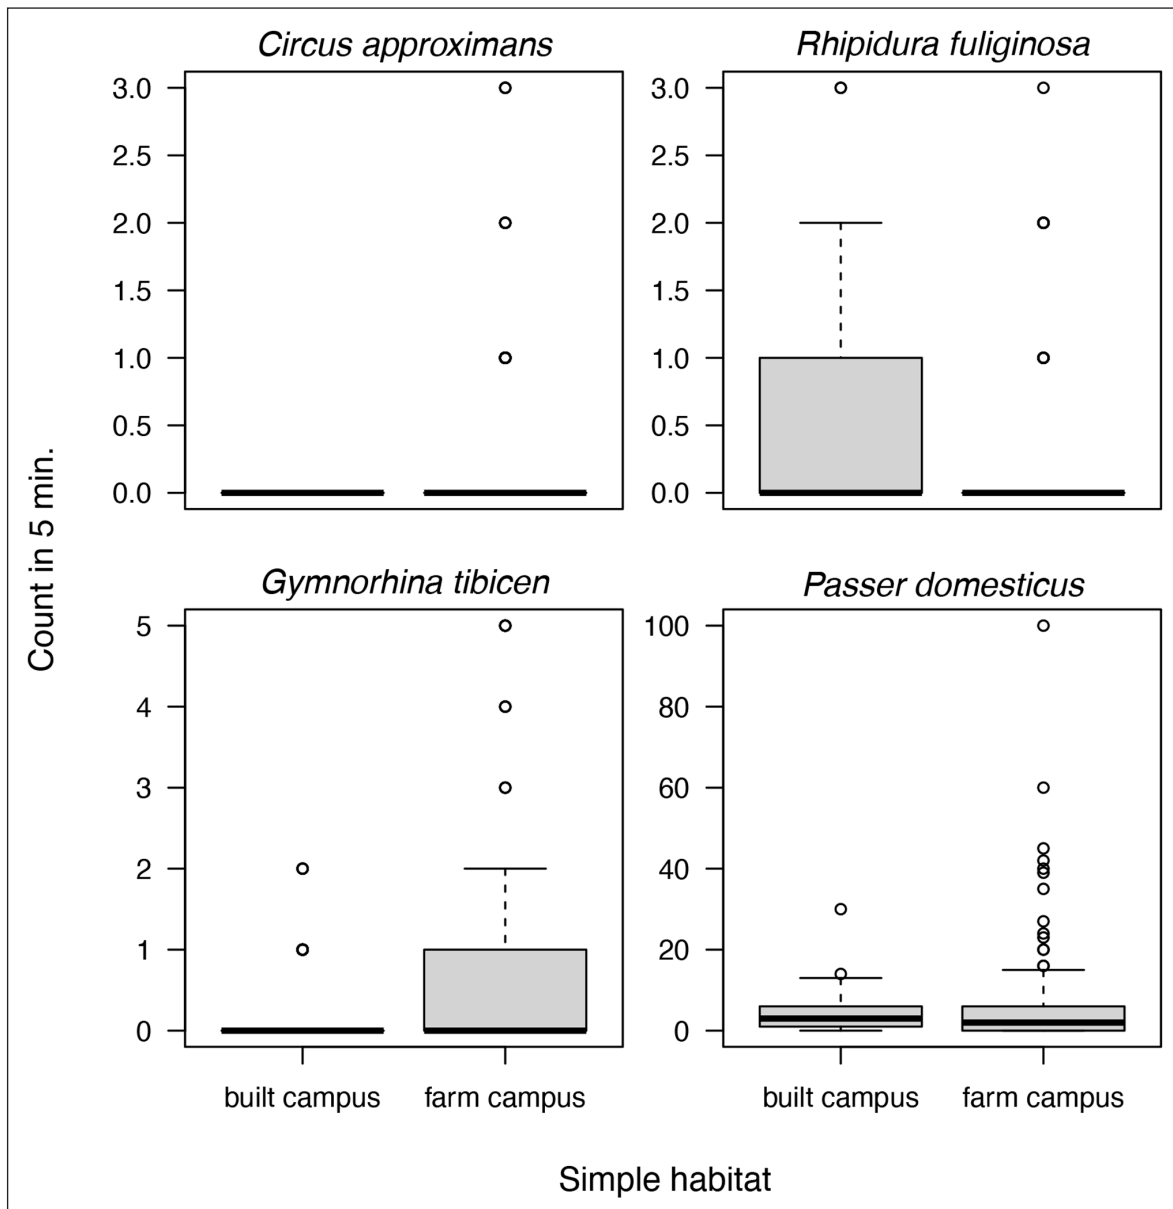 Circus approximans
Rhipidura fuliginosa
3.0
2.5
2.0
1.5
1.0
0.5
0.0
3.0
2.5
2.0
1.5
1.0
0.5
0.0
Count in 5 min.
Gymnorhina tibicen
Passer domesticus
5
4
3
2
1
0
100
80
60
40
20
0
built campus
farm campus
built campus
farm campus
Simple habitat